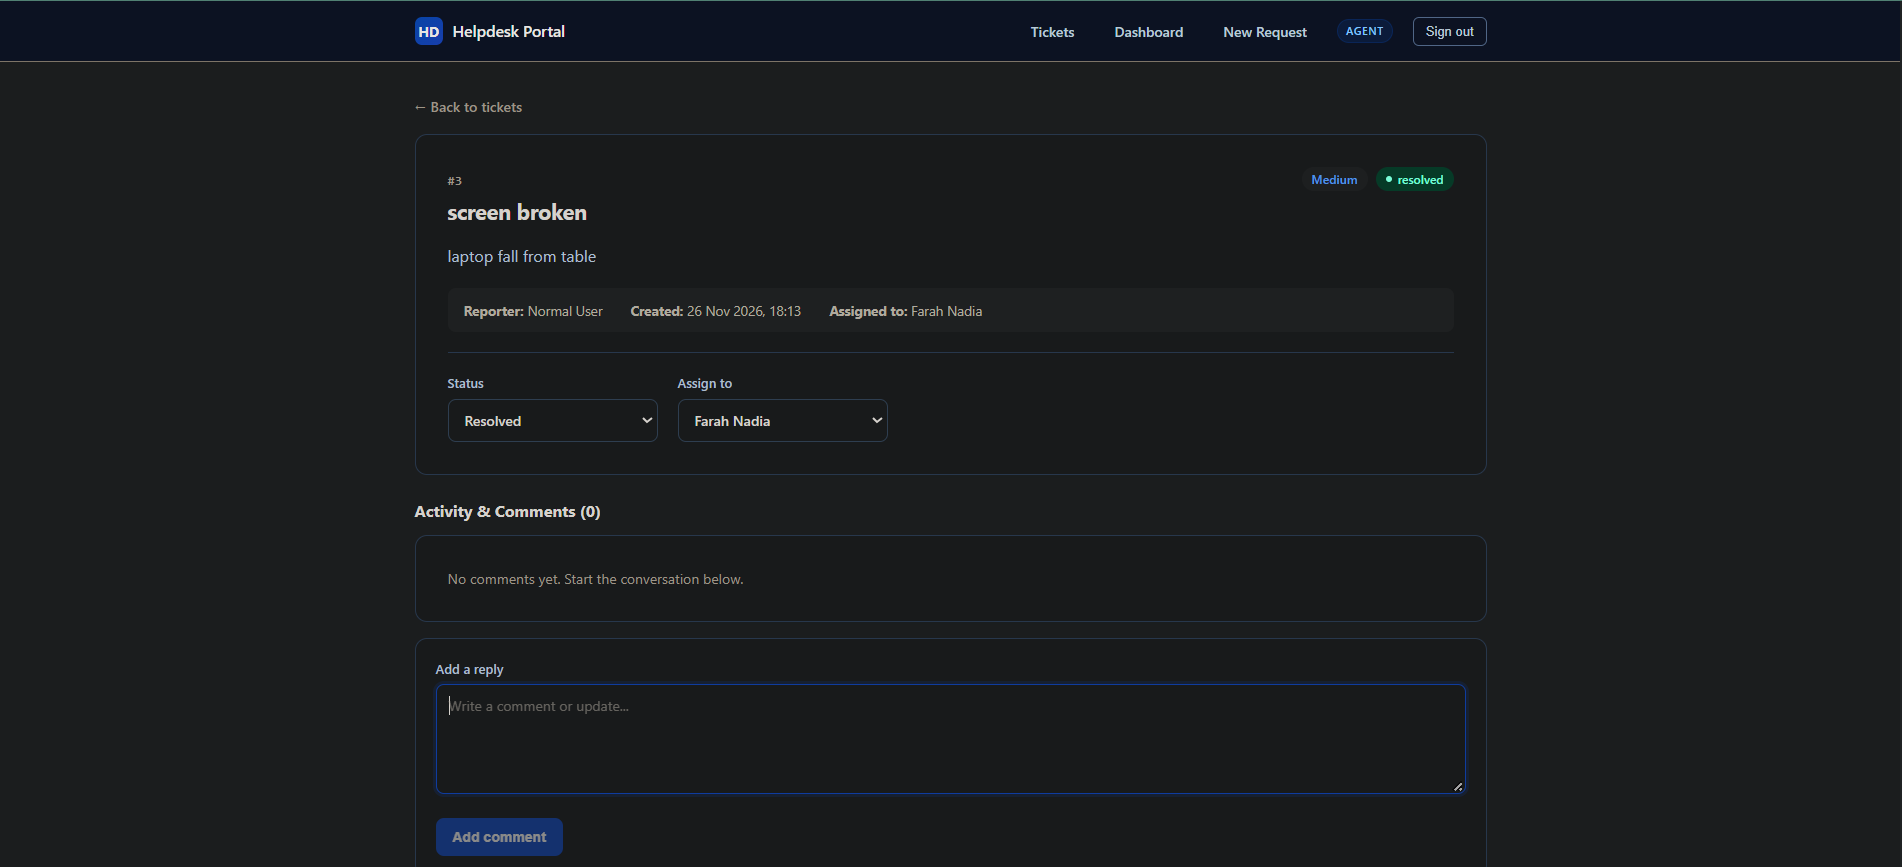 HD Helpdesk Portal Tickets Dashboard New Request AGENT Sign out
← Back to tickets
#3 Medium • resolved
screen broken
laptop fall from table
Reporter: Normal User Created: 26 Nov 2026, 18:13 Assigned to: Farah Nadia
Status Assign to
Resolved Farah Nadia
Activity & Comments (0)
No comments yet. Start the conversation below.
Add a reply
Write a comment or update...
Add comment